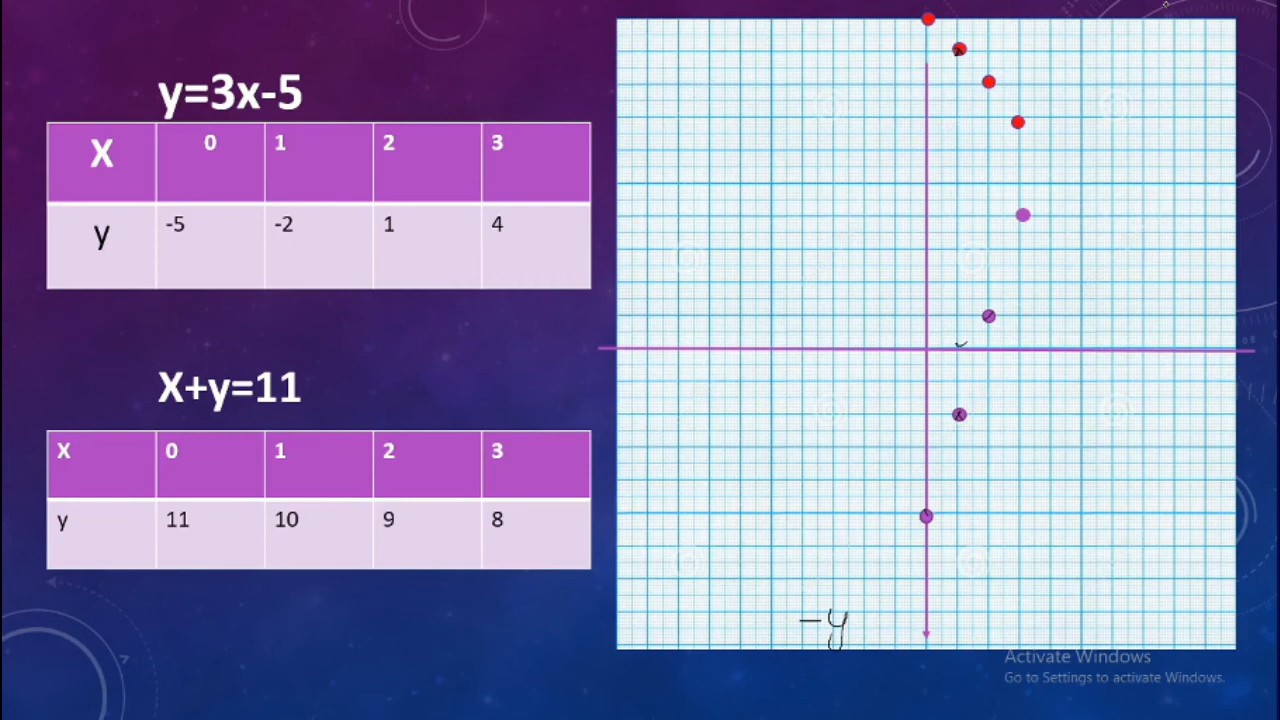 y=3x-5
X 0 1 2 3
y -5 -2 1 4
X+y=11
X 0 1 2 3
y 11 10 9 8
-y
Activate Windows
Go to Settings to activate Windows.